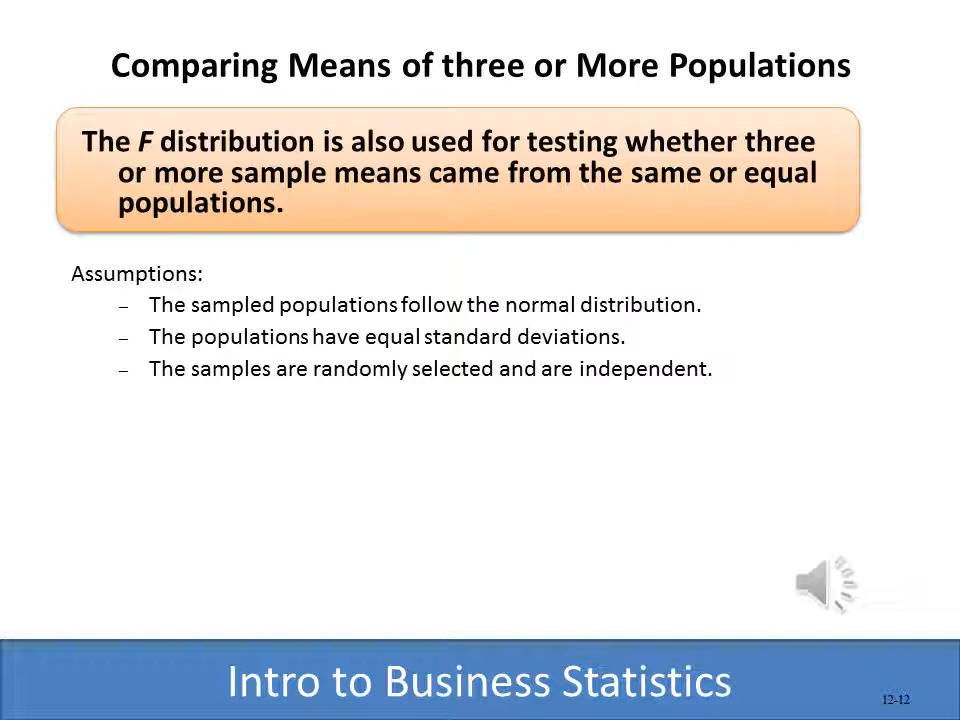 Comparing Means of three or More Populations
The F distribution is also used for testing whether three
or more sample means came from the same or equal
populations.
Assumptions:
– The sampled populations follow the normal distribution.
– The populations have equal standard deviations.
– The samples are randomly selected and are independent.
Intro to Business Statistics
12-12